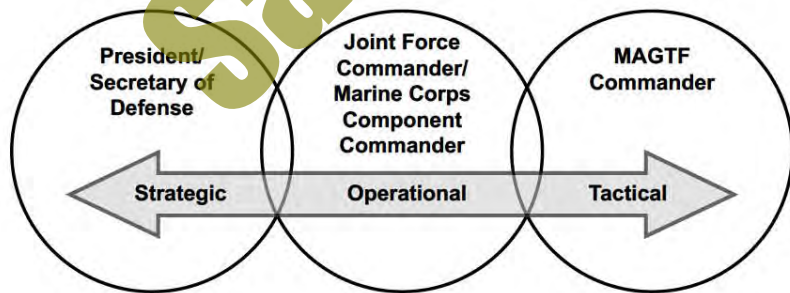 President/
Secretary of
Defense
Joint Force
Commander/
Marine Corps
Component
Commander
MAGTF
Commander
Strategic
Operational
Tactical